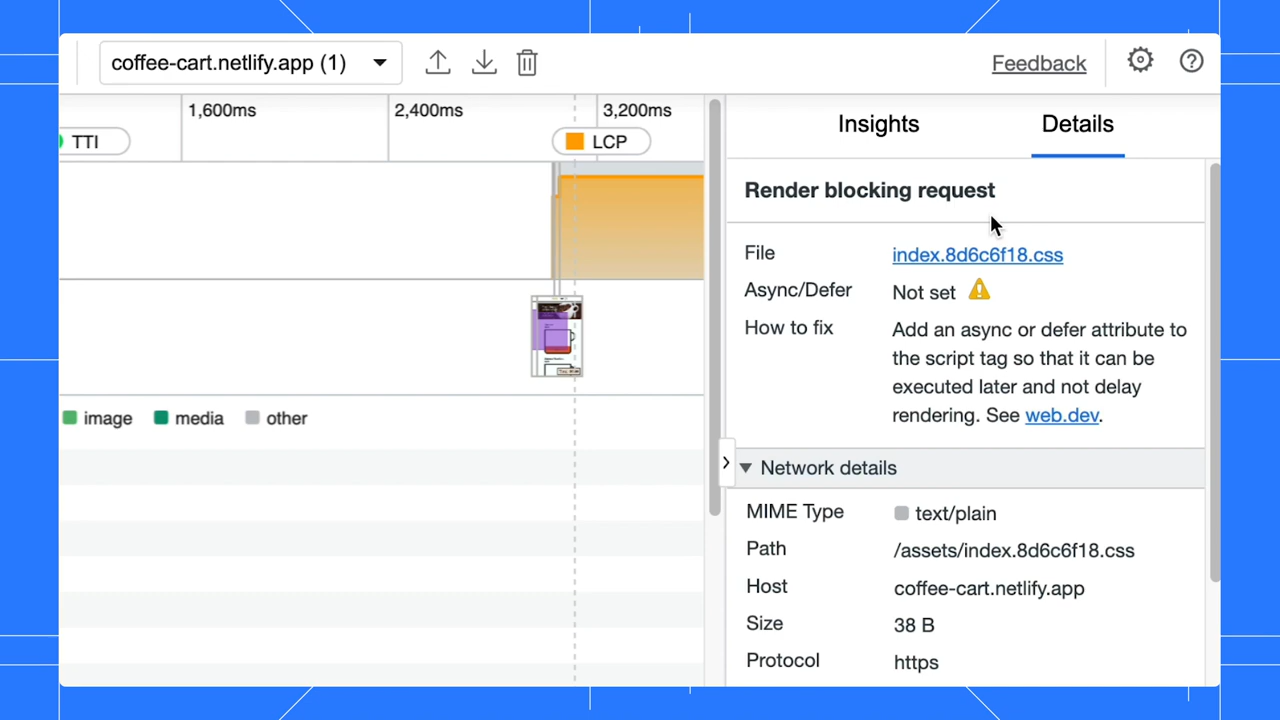 coffee-cart.netlify.app (1)
Feedback
1,600ms
2,400ms
3,200ms
TTI
LCP
image
media
other
Insights
Details
Render blocking request
File
index.8d6c6f18.css
Async/Defer
Not set
How to fix
Add an async or defer attribute to
the script tag so that it can be
executed later and not delay
rendering. See web.dev.
Network details
MIME Type
text/plain
Path
/assets/index.8d6c6f18.css
Host
coffee-cart.netlify.app
Size
38 B
Protocol
https